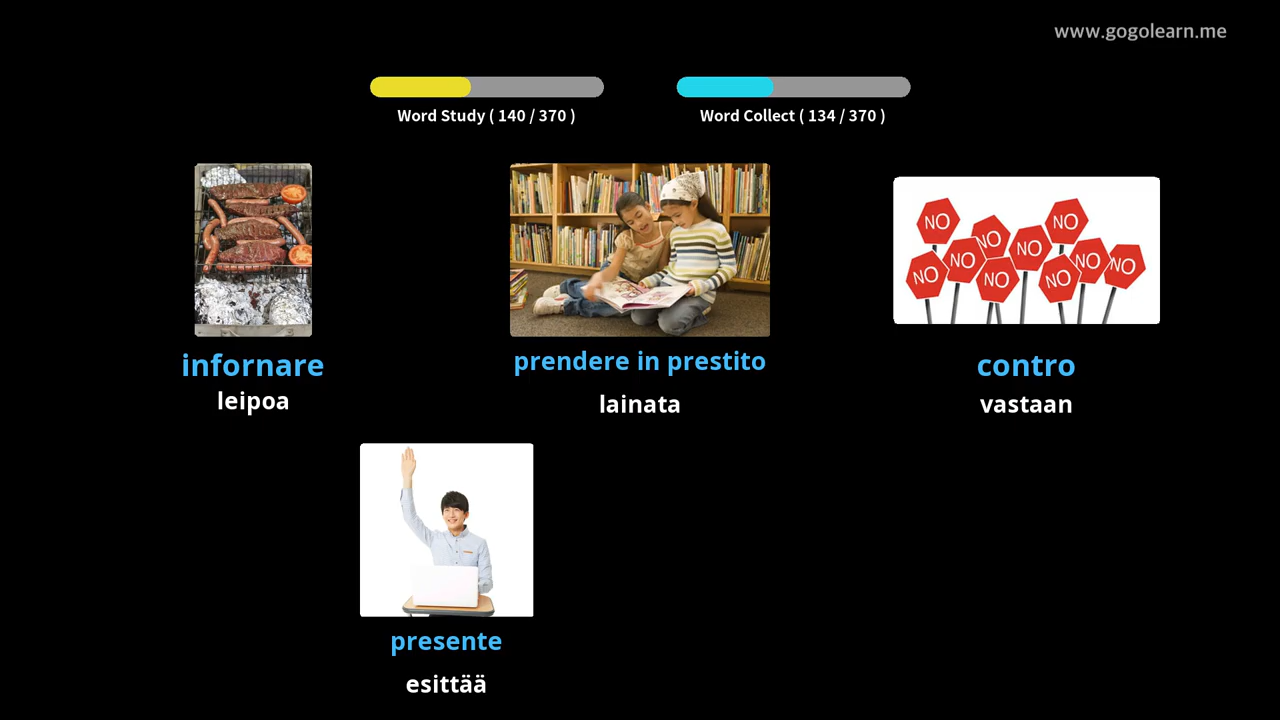 www.gogolearn.me
Word Study ( 140 / 370 )
Word Collect ( 134 / 370 )
NO
NO
NO
NO
NO
NO
NO
NO
NO
NO
infornare
leipoa
prendere in prestito
lainata
contro
vastaan
presente
esittää